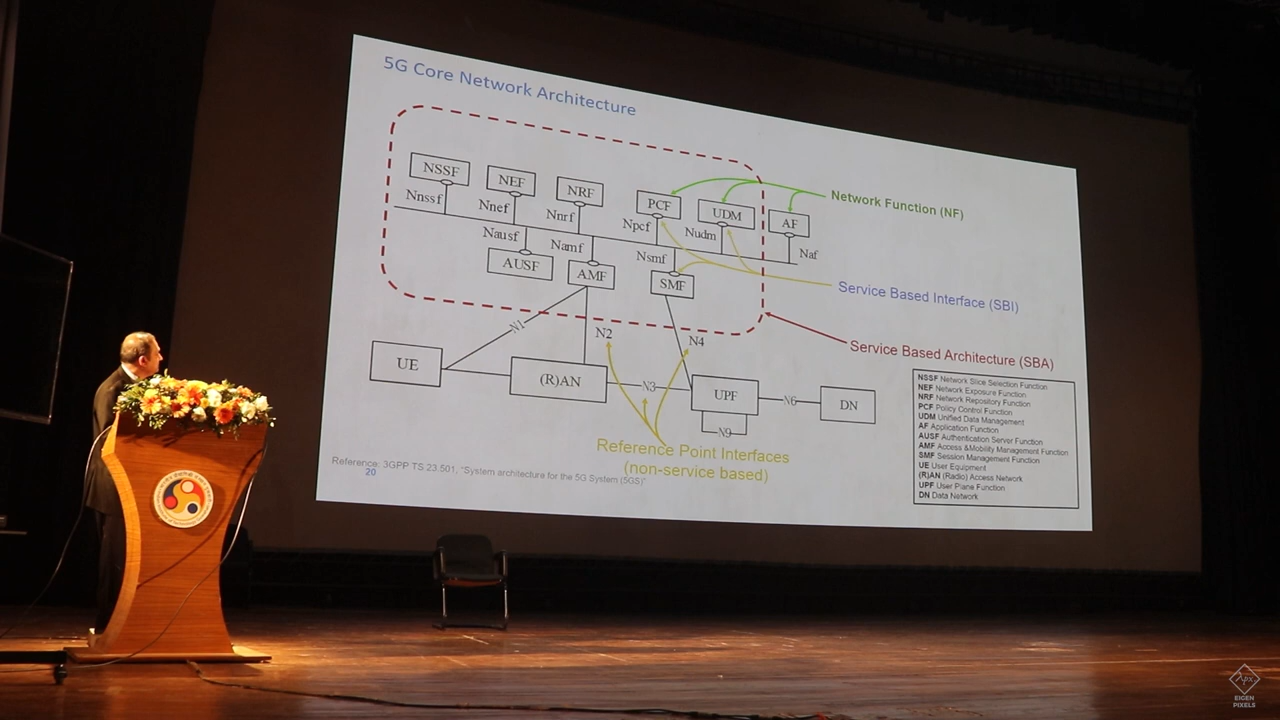 5G Core Network Architecture
NSSF
NEF
NRF
PCF
UDM
AF
Network Function (NF)
Nnssf
Nnef
Nnrf
Npcf
Nudm
Naf
Nausf
Namf
Nsmf
AUSF
AMF
SMF
Service Based Interface (SBI)
N1
N2
N4
Service Based Architecture (SBA)
UE
(R)AN
N3
UPF
N6
DN
N9
Reference Point Interfaces
(non-service based)
NSSF Network Slice Selection Function
NEF Network Exposure Function
NRF Network Repository Function
PCF Policy Control Function
UDM Unified Data Management
AF Application Function
AUSF Authentication Server Function
AMF Access &Mobility Management Function
SMF Session Management Function
UE User Equipment
(R)AN (Radio) Access Network
UPF User Plane Function
DN Data Network
Reference: 3GPP TS 23.501, "System architecture for the 5G System (5GS)"
20
EIGEN
PIXELS